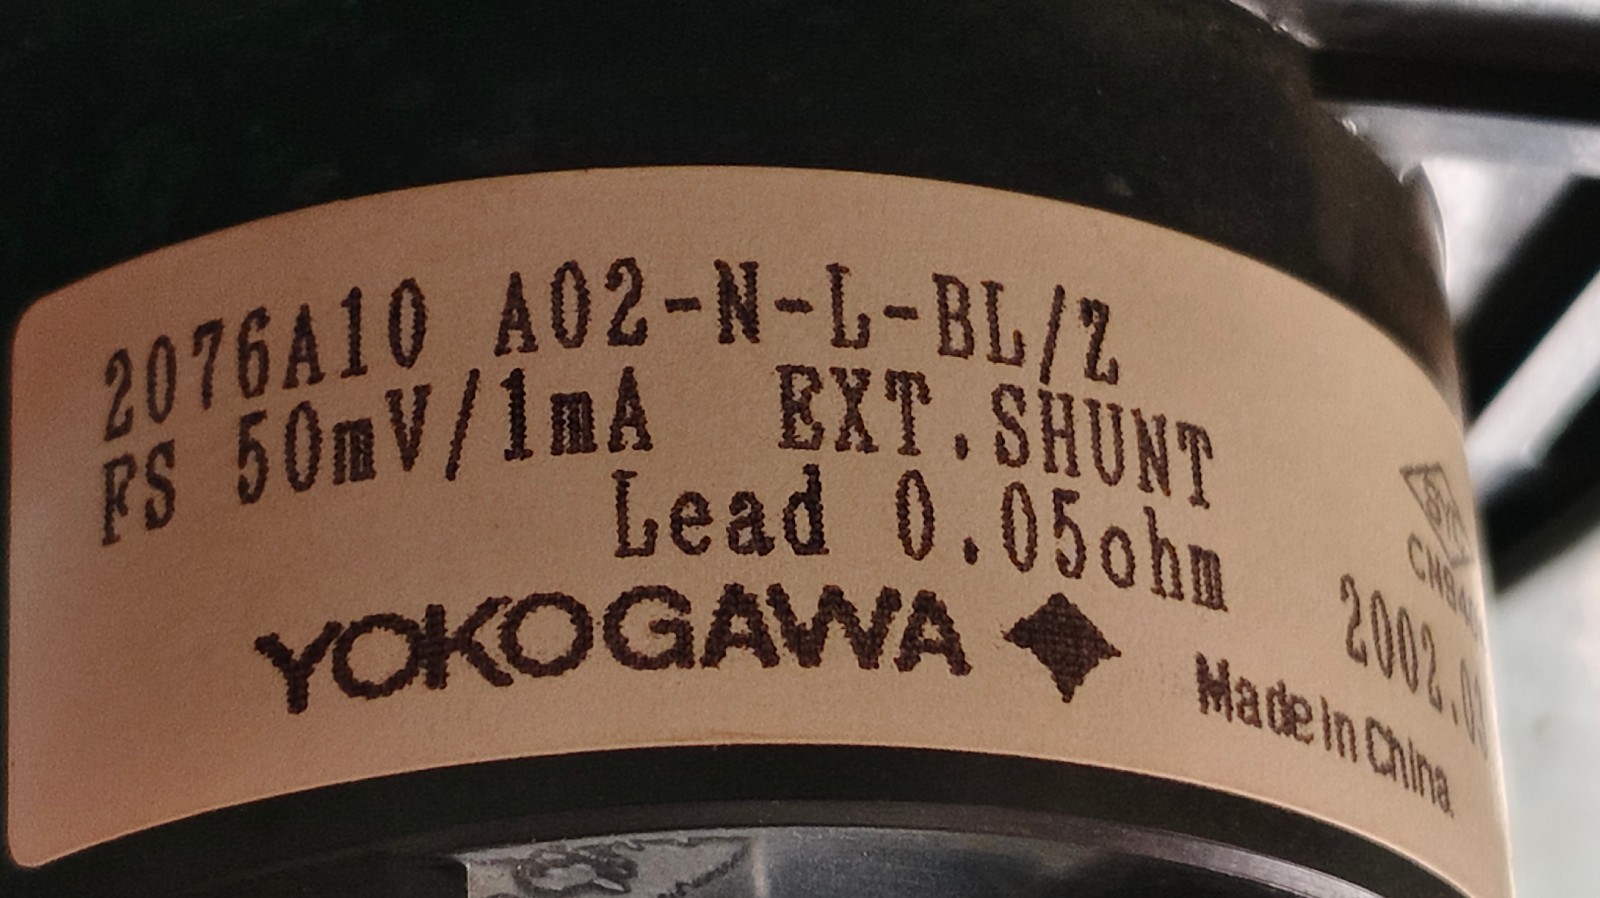 2076A10 A02-N-L-BL/Z
FS 50mV/1mA EXT.SHUNT
Lead 0.05ohm
YOKOGAWA
Made in China